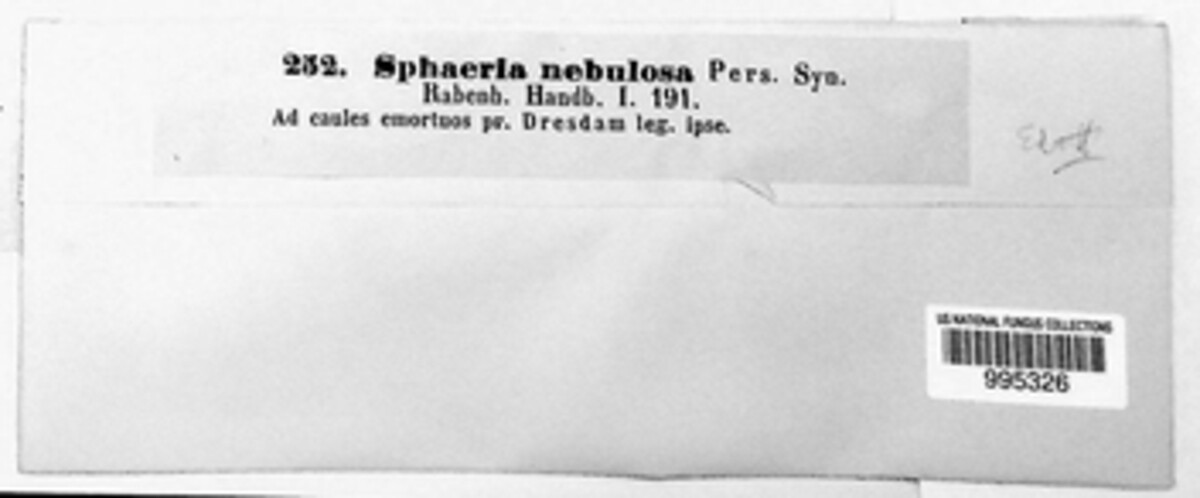 252. Sphaeria nebulosa Pers. Syn.
Rabenh. Handb. I. 191.
Ad caules emortuos pr. Dresdam leg. ipse.
US NATIONAL FUNGUS COLLECTIONS
995326